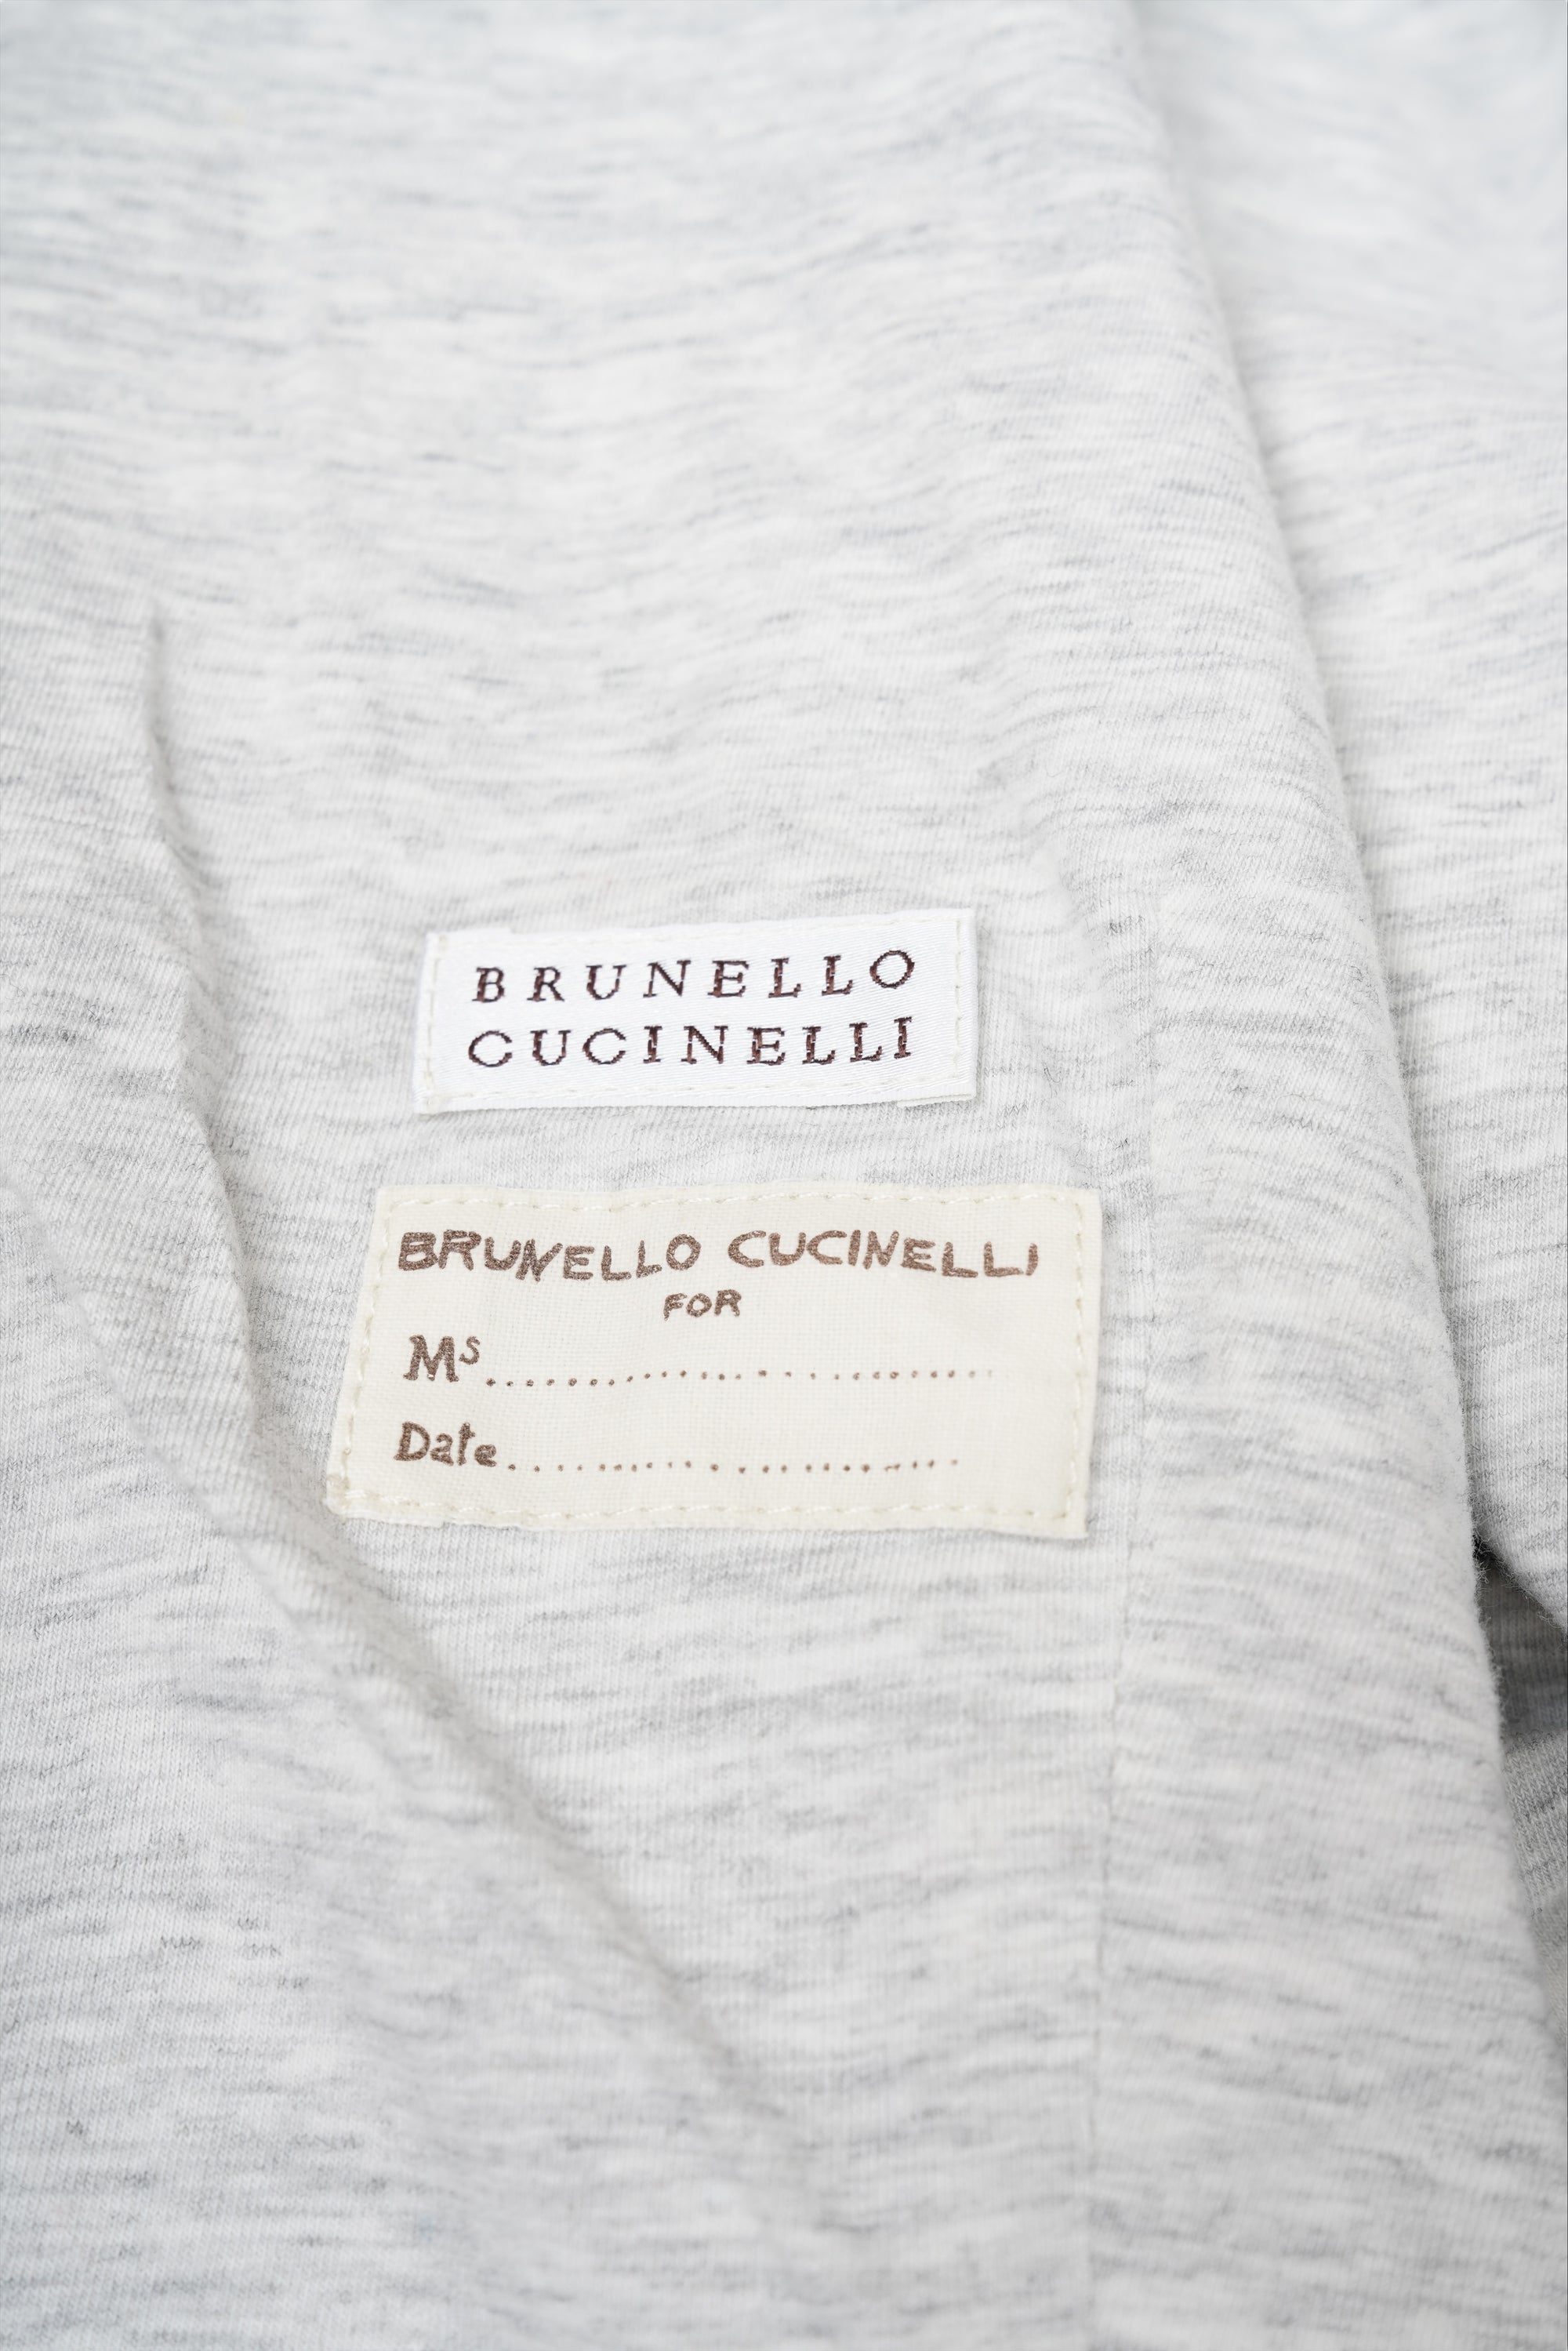 BRUNELLO
CUCINELLI
BRUNELLO CUCINELLI
FOR
Ms..............................
Date..............................